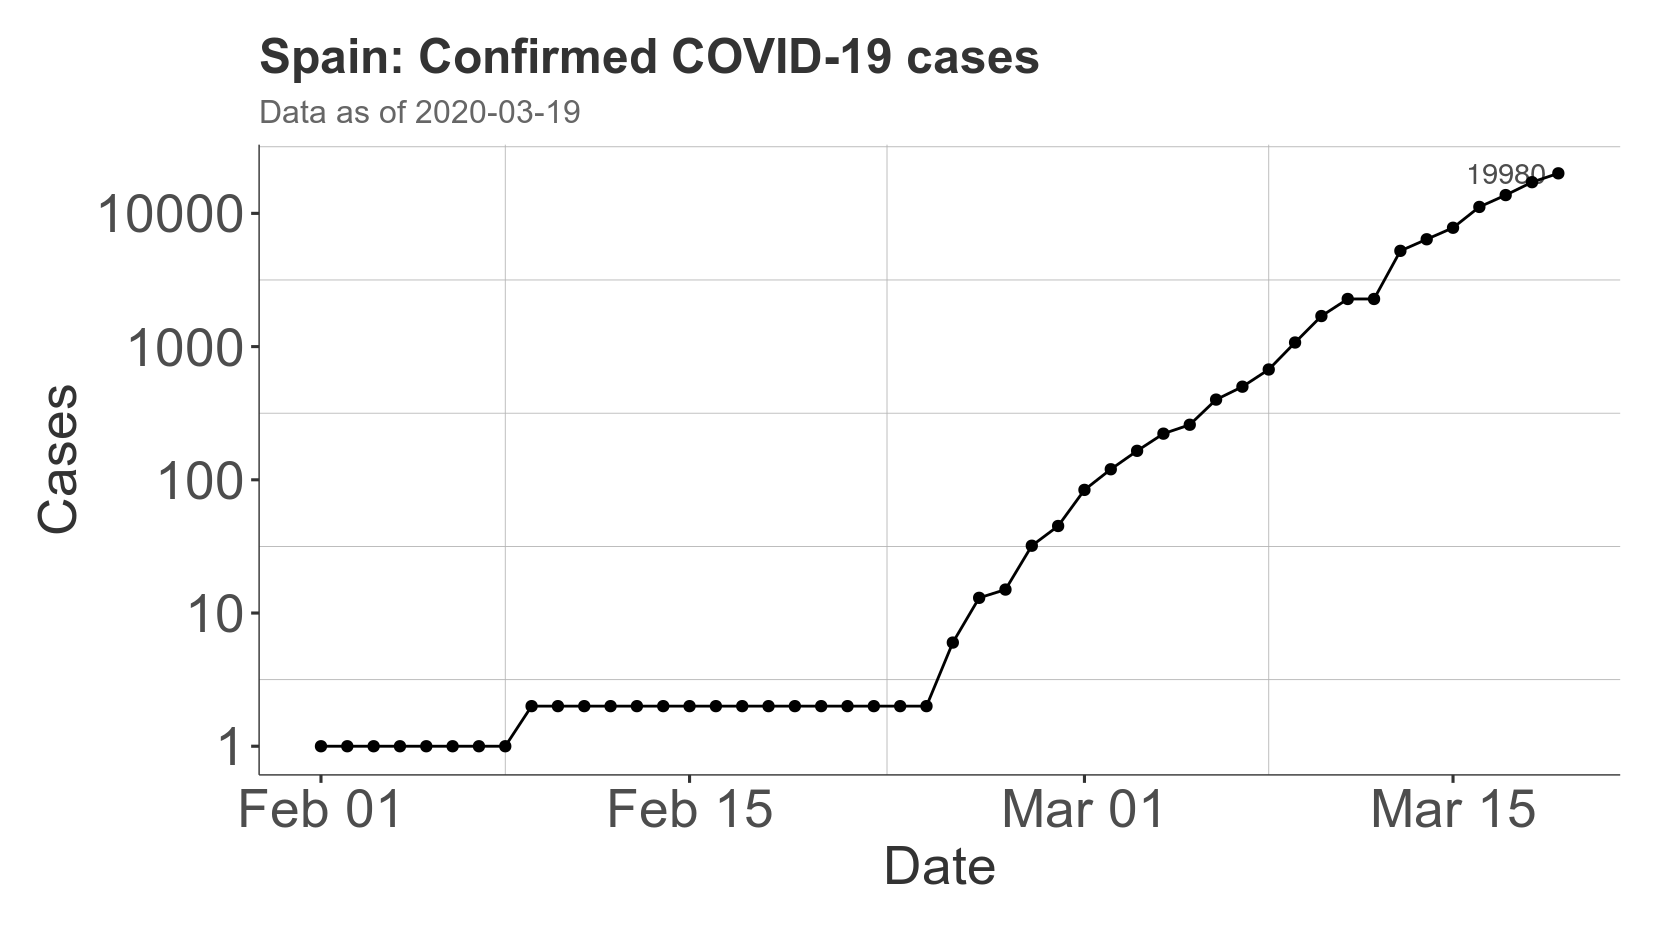 Spain: Confirmed COVID-19 cases
Data as of 2020-03-19
19980
10000
1000
100
10
1
Cases
Feb 01
Feb 15
Mar 01
Mar 15
Date